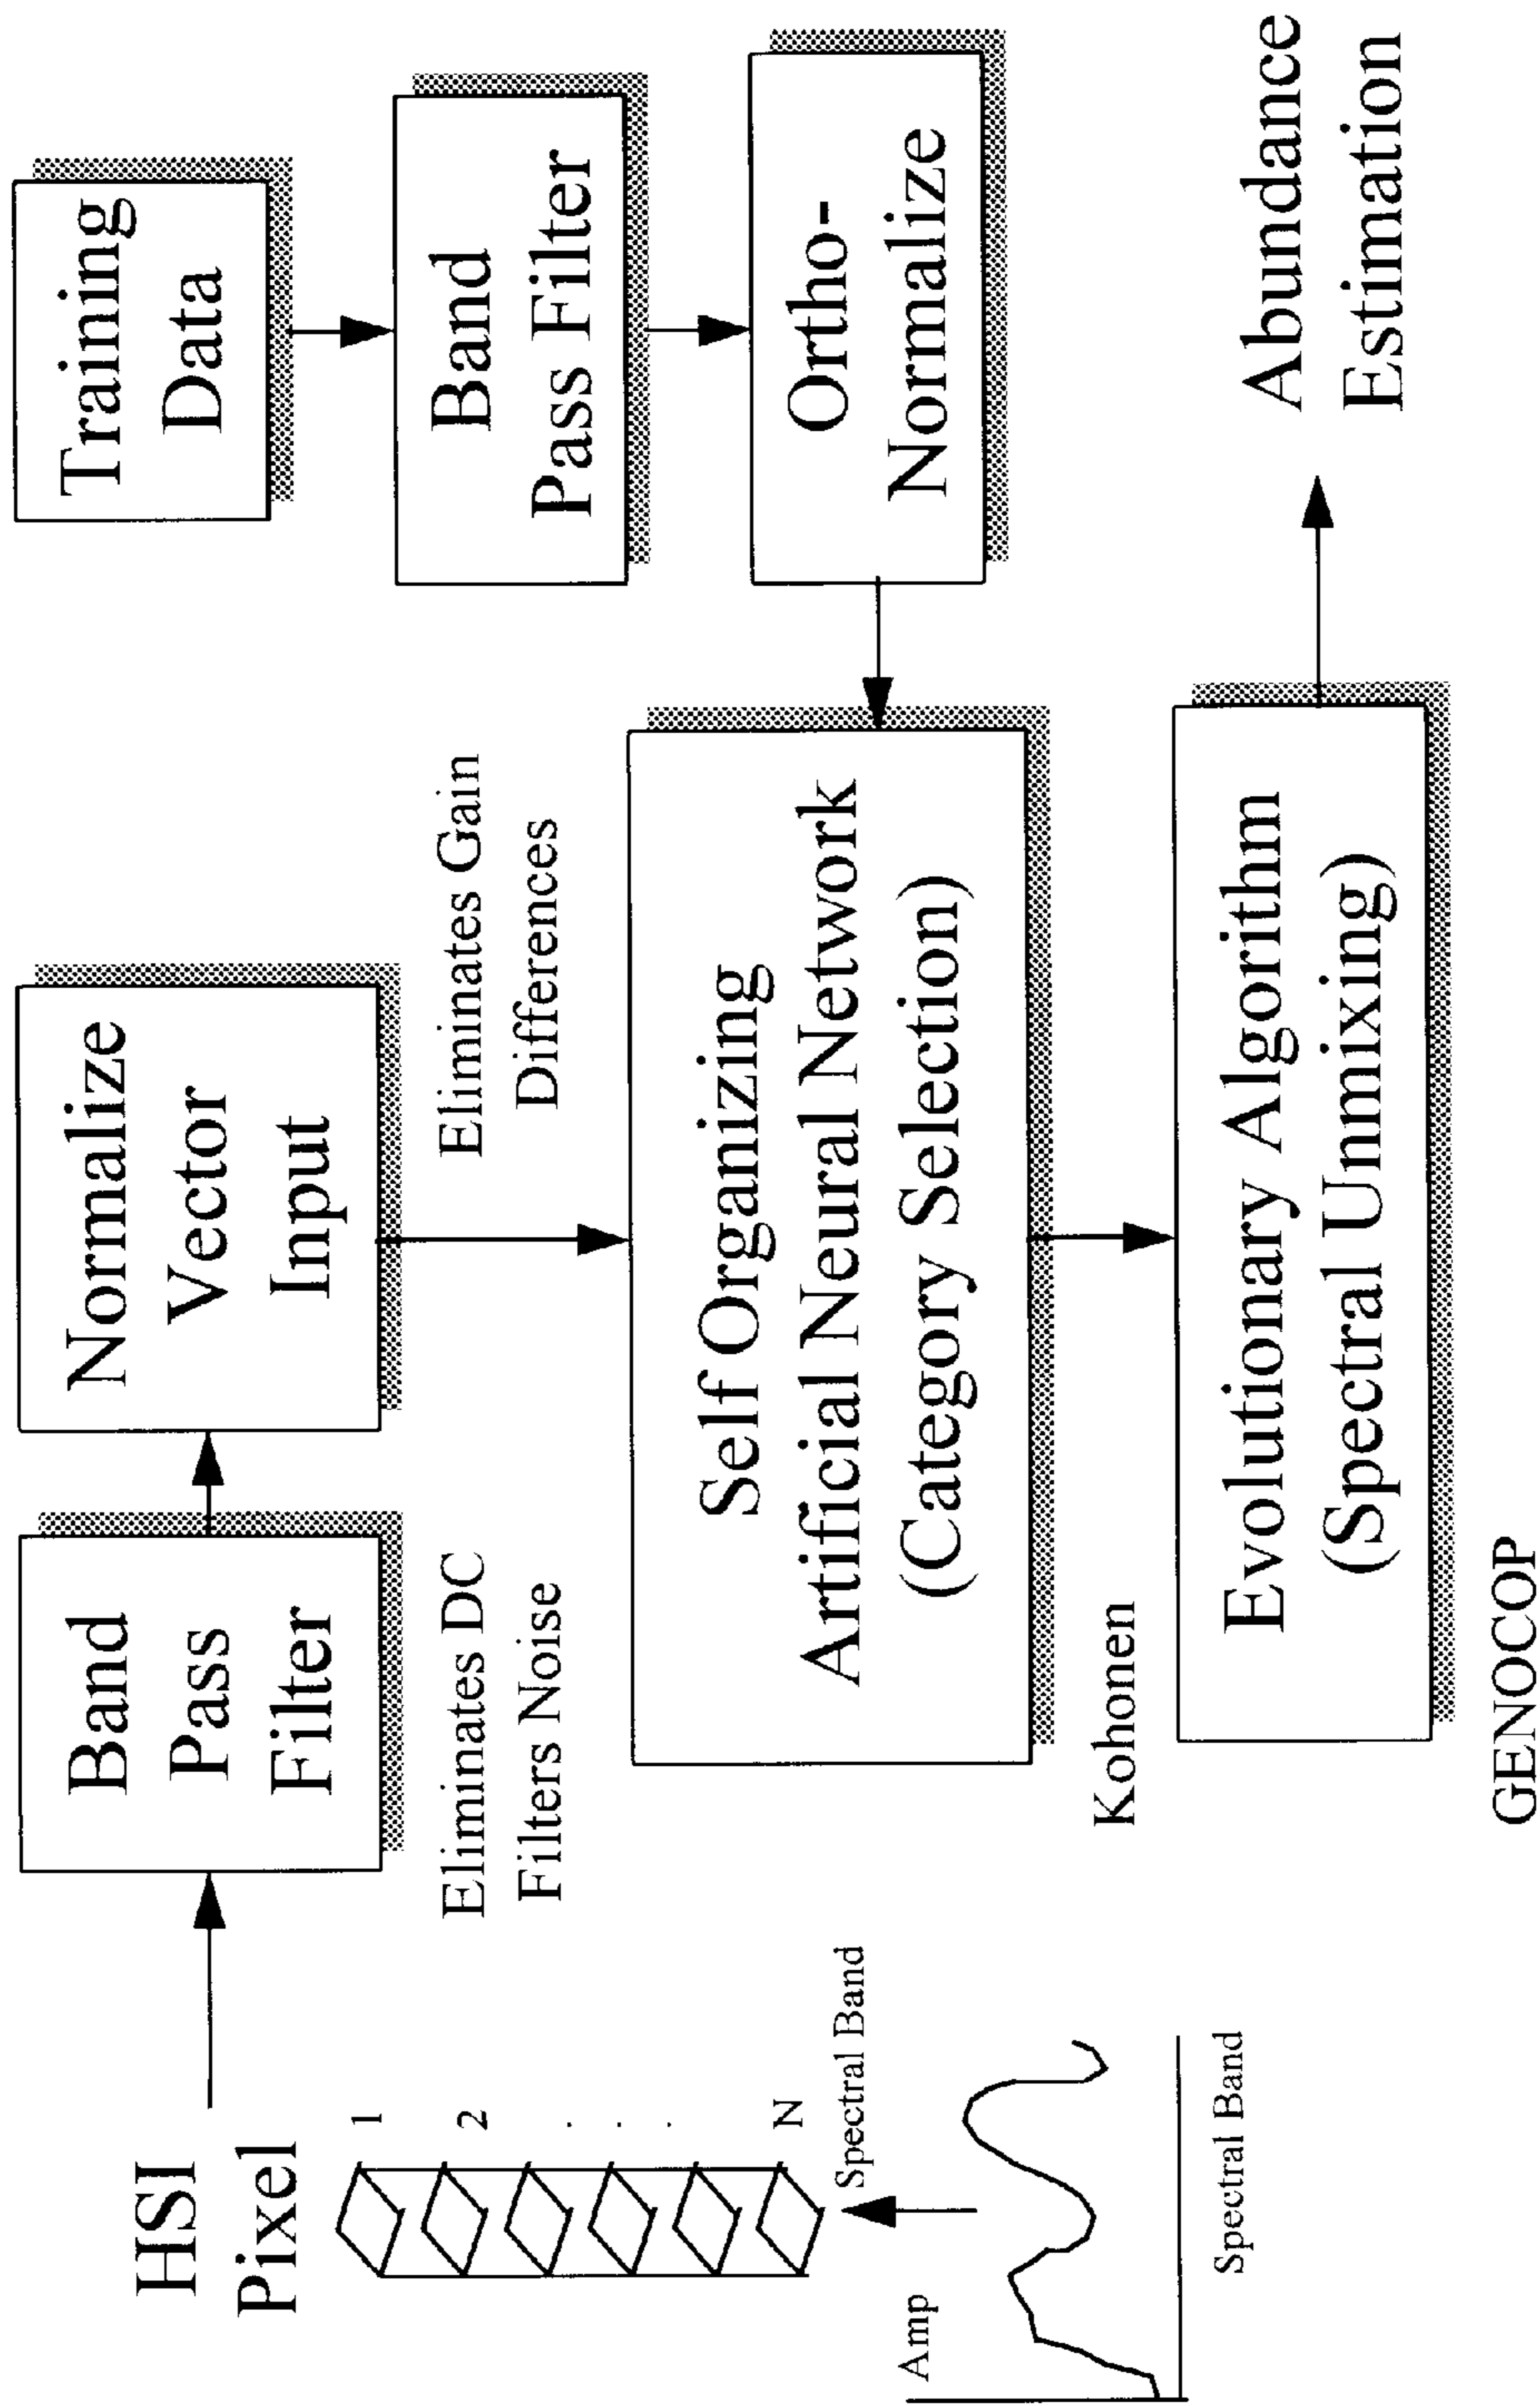 HSI
Pixel
1
2
.
.
.
N
Spectral Band
Amp
Spectral Band
Band
Pass
Filter
Eliminates DC
Filters Noise
Normalize
Vector
Input
Eliminates Gain
Differences
Training
Data
Band
Pass Filter
Ortho-
Normalize
Self Organizing
Artificial Neural Network
(Category Selection)
Kohonen
Evolutionary Algorithm
(Spectral Unmixing)
GENOCOP
Abundance
Estimation